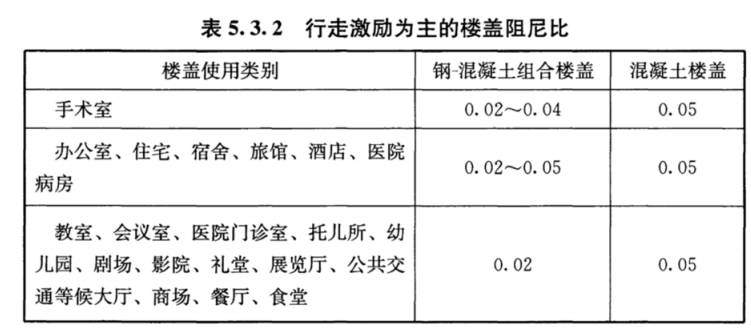 表 5.3.2 行走激励为主的楼盖阻尼比
楼盖使用类别 钢-混凝土组合楼盖 混凝土楼盖
手术室 0.02～0.04 0.05
办公室、住宅、宿舍、旅馆、酒店、医院
病房 0.02～0.05 0.05
教室、会议室、医院门诊室、托儿所、幼
儿园、剧场、影院、礼堂、展览厅、公共交
通等候大厅、商场、餐厅、食堂 0.02 0.05